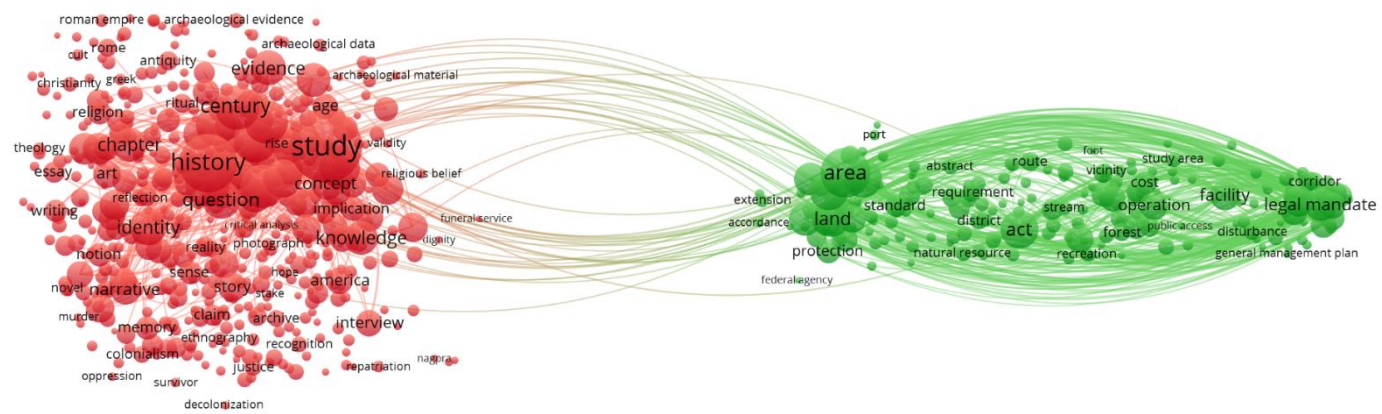 roman empire
archaeological evidence
cult
rome
archaeological data
antiquity
evidence
christianity
greek
archaeological material
ritual
century
age
religion
theology
chapter
rise
study
validity
essay
art
history
concept
religious belief
writing
reflection
question
implication
funeral service
identity
critical analysis
knowledge
dignity
notion
reality
photograph
sense
hope
novel
narrative
story
stake
america
murder
memory
claim
archive
interview
colonialism
ethnography
recognition
oppression
survivor
justice
repatriation
nagpra
decolonization
port
area
abstract
route
foot
study area
vicinity
extension
requirement
cost
facility
corridor
accordance
land
standard
district
stream
operation
legal mandate
act
forest
public access
disturbance
protection
natural resource
recreation
general management plan
federal agency